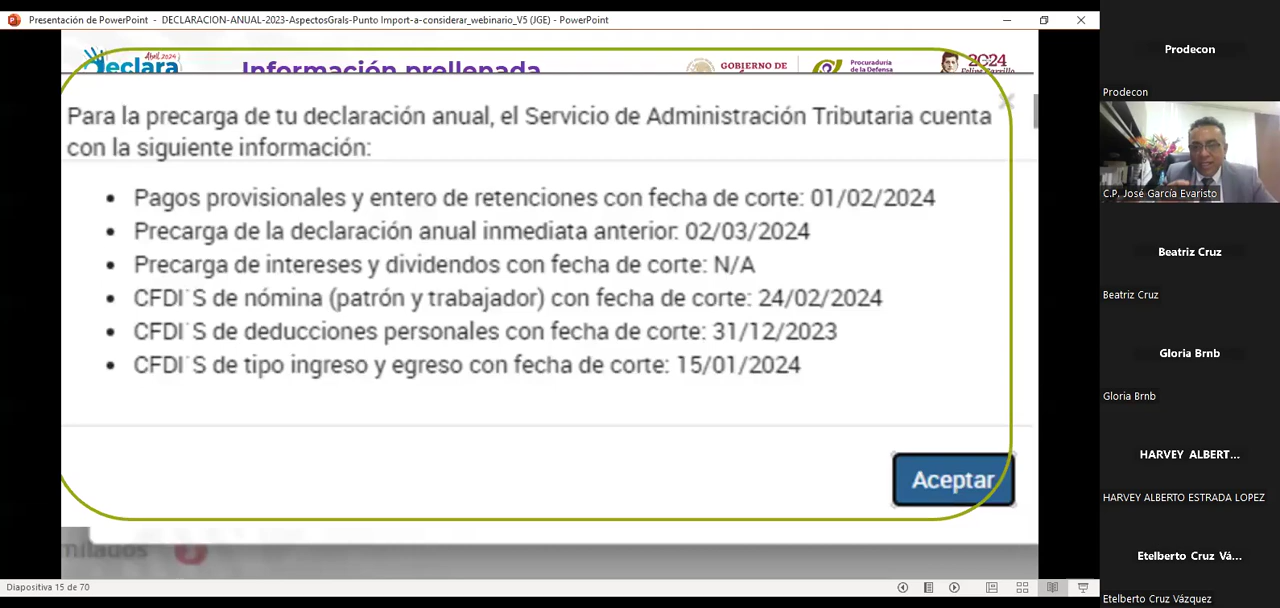 Presentación de PowerPoint - DECLARACION-ANUAL-2023-AspectosGrals-Punto Import-a-considerar_webinario_V5 (JGE) - PowerPoint
Abril 2024
declara
Información prellenada
GOBIERNO DE
Procuraduría
de la Defensa
2024
Felipe Carrillo
Para la precarga de tu declaración anual, el Servicio de Administración Tributaria cuenta
con la siguiente información:
• Pagos provisionales y entero de retenciones con fecha de corte: 01/02/2024
• Precarga de la declaración anual inmediata anterior: 02/03/2024
• Precarga de intereses y dividendos con fecha de corte: N/A
• CFDI´S de nómina (patrón y trabajador) con fecha de corte: 24/02/2024
• CFDI´S de deducciones personales con fecha de corte: 31/12/2023
• CFDI´S de tipo ingreso y egreso con fecha de corte: 15/01/2024
Aceptar
milados
Diapositiva 15 de 70
Prodecon
Prodecon
C.P. José García Evaristo
Beatriz Cruz
Beatriz Cruz
Gloria Brnb
Gloria Brnb
HARVEY ALBERT...
HARVEY ALBERTO ESTRADA LOPEZ
Etelberto Cruz Vá...
Etelberto Cruz Vázquez